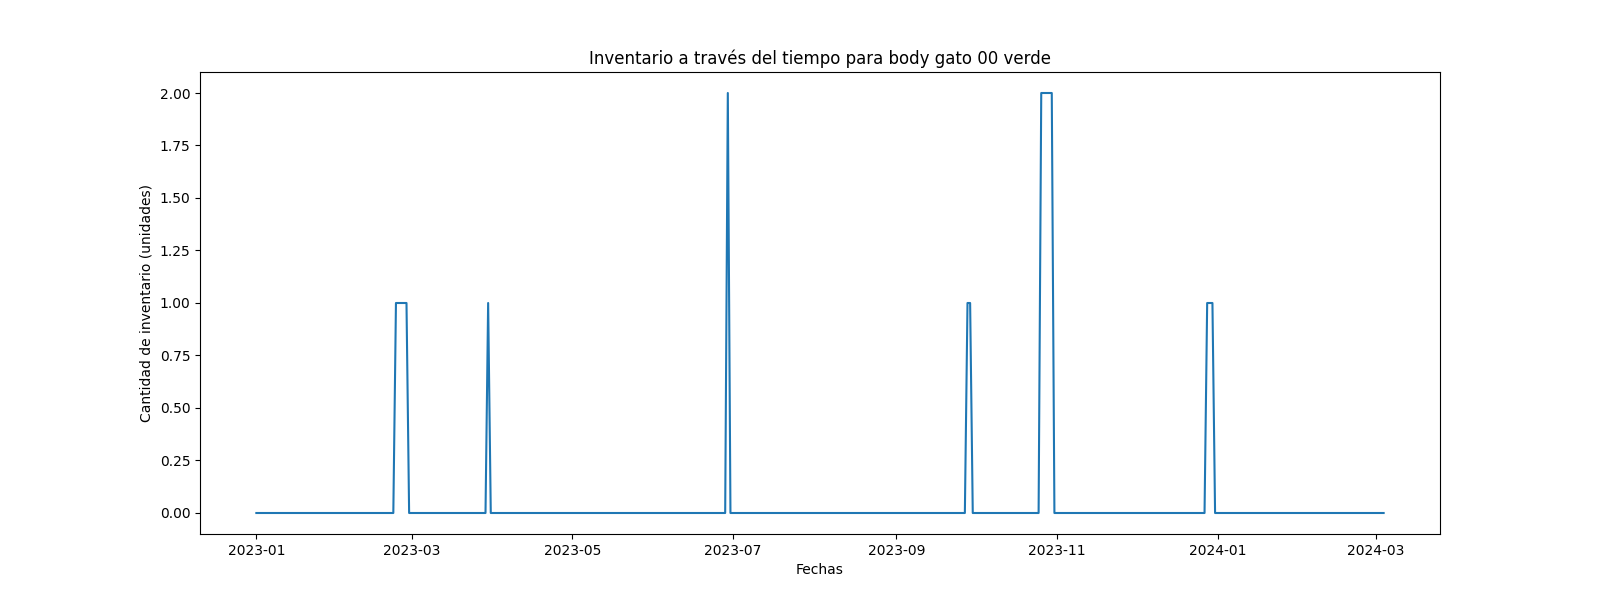 Inventario a través del tiempo para body gato 00 verde
Cantidad de inventario (unidades)
2.00
1.75
1.50
1.25
1.00
0.75
0.50
0.25
0.00
2023-01 2023-03 2023-05 2023-07 2023-09 2023-11 2024-01 2024-03
Fechas